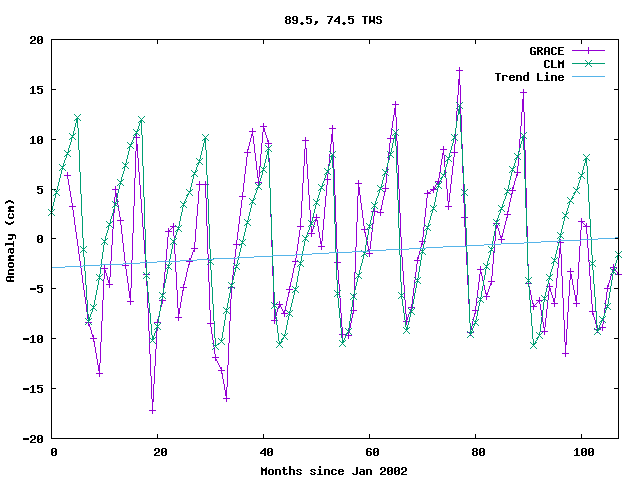 89.5, 74.5 TWS
GRACE
CLM
Trend Line
20
15
10
5
0
-5
-10
-15
-20
Anomaly (cm)
0 20 40 60 80 100
Months since Jan 2002